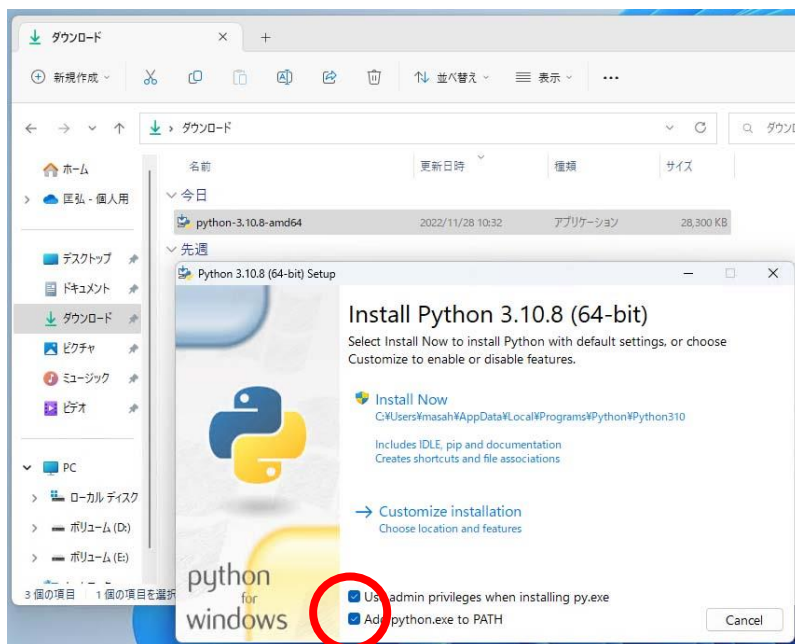 ダウンロード
新規作成
並べ替え
表示
ダウンロード
名前 更新日時 種類 サイズ
ホーム
匡弘 - 個人用
今日
python-3.10.8-amd64 2022/11/28 10:32 アプリケーション 28,300 KB
先週
デスクトップ
ドキュメント
ダウンロード
ピクチャ
ミュージック
ビデオ
PC
ローカル ディスク
ボリューム (D:)
ボリューム (E:)
3 個の項目 1 個の項目を選択
Python 3.10.8 (64-bit) Setup
Install Python 3.10.8 (64-bit)
Select Install Now to install Python with default settings, or choose
Customize to enable or disable features.
Install Now
C:¥Users¥masah¥AppData¥Local¥Programs¥Python¥Python310
Includes IDLE, pip and documentation
Creates shortcuts and file associations
Customize installation
Choose location and features
python
for
windows
Use admin privileges when installing py.exe
Add python.exe to PATH
Cancel